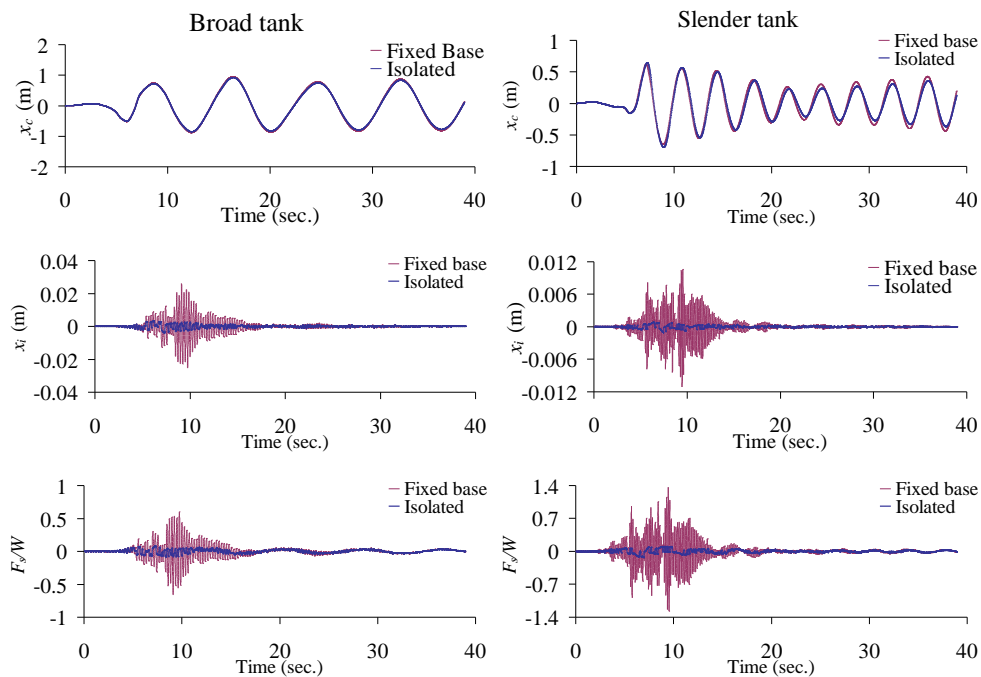 Broad tank
2
1
0
-1
-2
x_c (m)
Fixed Base
Isolated
0 10 20 30 40
Time (sec.)
Slender tank
1
0.5
0
-0.5
-1
x_c (m)
Fixed base
Isolated
0 10 20 30 40
Time (sec.)
0.04
0.02
0
-0.02
-0.04
x_i (m)
Fixed base
Isolated
0 10 20 30 40
Time (sec.)
0.012
0.006
0
-0.006
-0.012
x_i (m)
Fixed base
Isolated
0 10 20 30 40
Time (sec.)
1
0.5
0
-0.5
-1
F_s/W
Fixed base
Isolated
0 10 20 30 40
Time (sec.)
1.4
0.7
0
-0.7
-1.4
F_s/W
Fixed base
Isolated
0 10 20 30 40
Time (sec.)